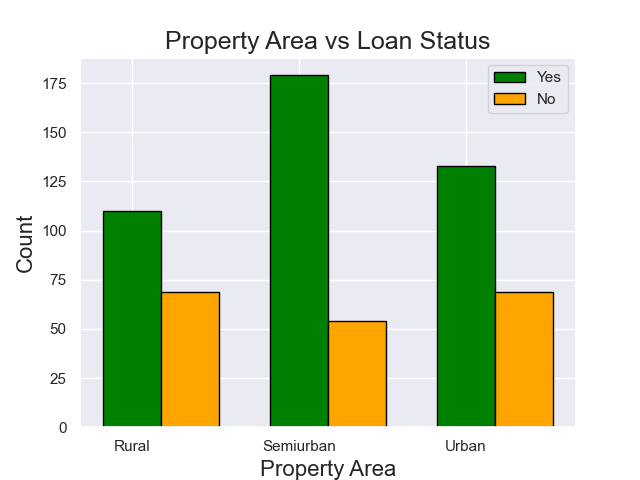 Property Area vs Loan Status
Yes
No
175
150
125
100
75
50
25
0
Count
Rural
Semiurban
Urban
Property Area